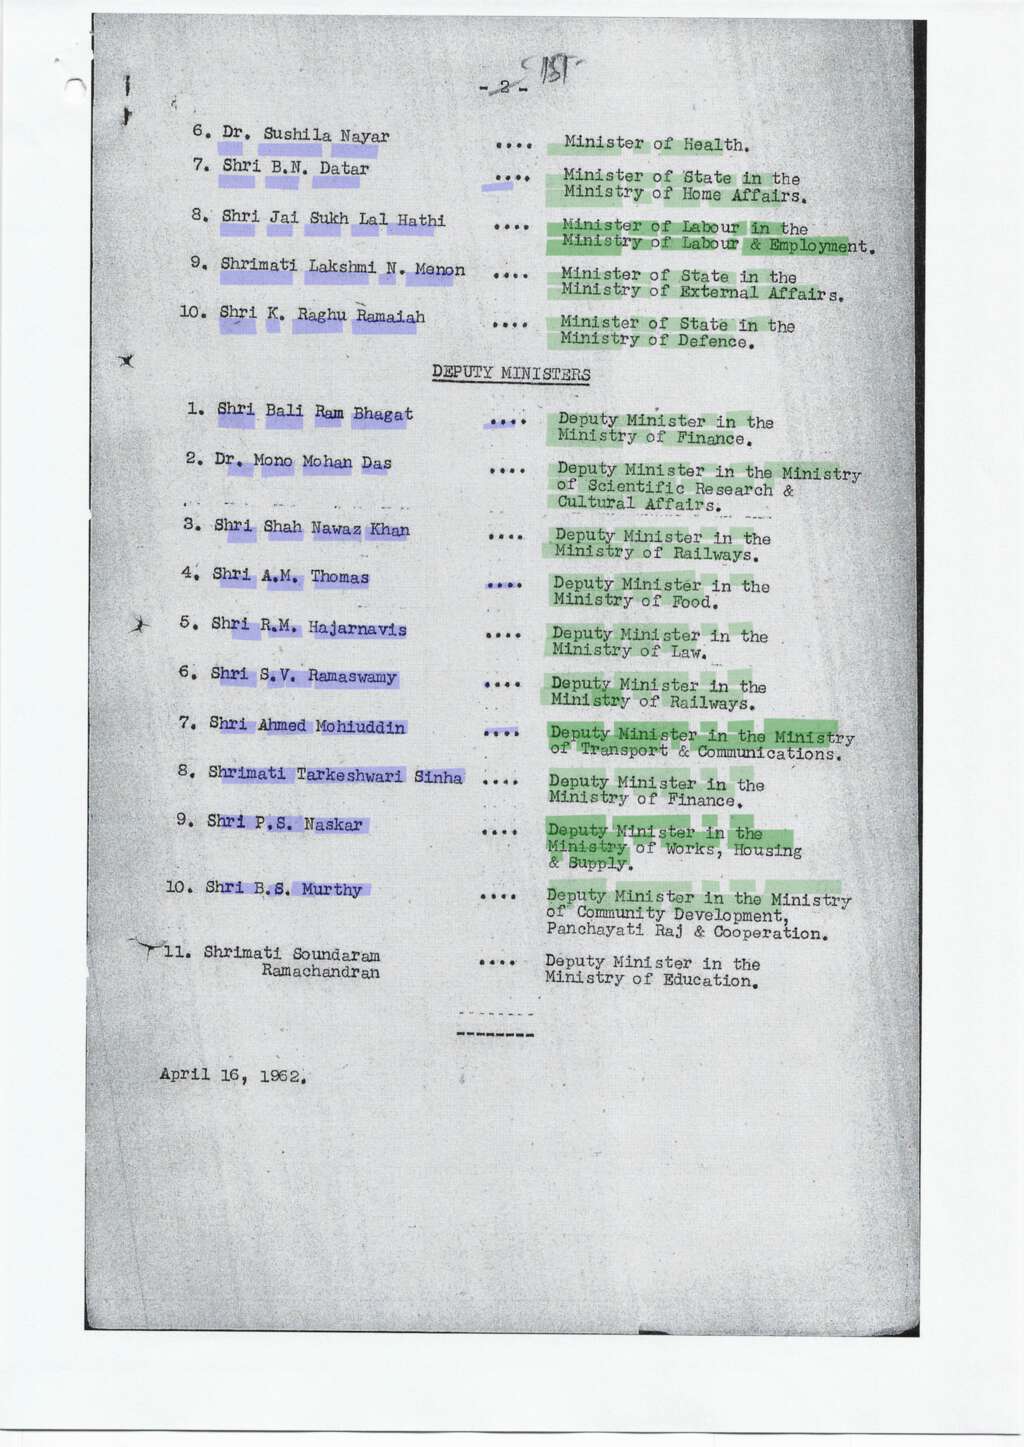 - 2 -
6. Dr. Sushila Nayar .... Minister of Health.
7. Shri B.N. Datar .... Minister of State in the
Ministry of Home Affairs.
8. Shri Jai Sukh Lal Hathi .... Minister of Labour in the
Ministry of Labour & Employment.
9. Shrimati Lakshmi N. Menon .... Minister of State in the
Ministry of External Affairs.
10. Shri K. Raghu Ramaiah .... Minister of State in the
Ministry of Defence.
DEPUTY MINISTERS
1. Shri Bali Ram Bhagat .... Deputy Minister in the
Ministry of Finance.
2. Dr. Mono Mohan Das .... Deputy Minister in the Ministry
of Scientific Research &
Cultural Affairs.
3. Shri Shah Nawaz Khan .... Deputy Minister in the
Ministry of Railways.
4. Shri A.M. Thomas .... Deputy Minister in the
Ministry of Food.
5. Shri R.M. Hajarnavis .... Deputy Minister in the
Ministry of Law.
6. Shri S.V. Ramaswamy .... Deputy Minister in the
Ministry of Railways.
7. Shri Ahmed Mohiuddin .... Deputy Minister in the Ministry
of Transport & Communications.
8. Shrimati Tarkeshwari Sinha .... Deputy Minister in the
Ministry of Finance.
9. Shri P.S. Naskar .... Deputy Minister in the
Ministry of Works, Housing
& Supply.
10. Shri B.S. Murthy .... Deputy Minister in the Ministry
of Community Development,
Panchayati Raj & Cooperation.
11. Shrimati Soundaram .... Deputy Minister in the
Ramachandran Ministry of Education.
April 16, 1962.